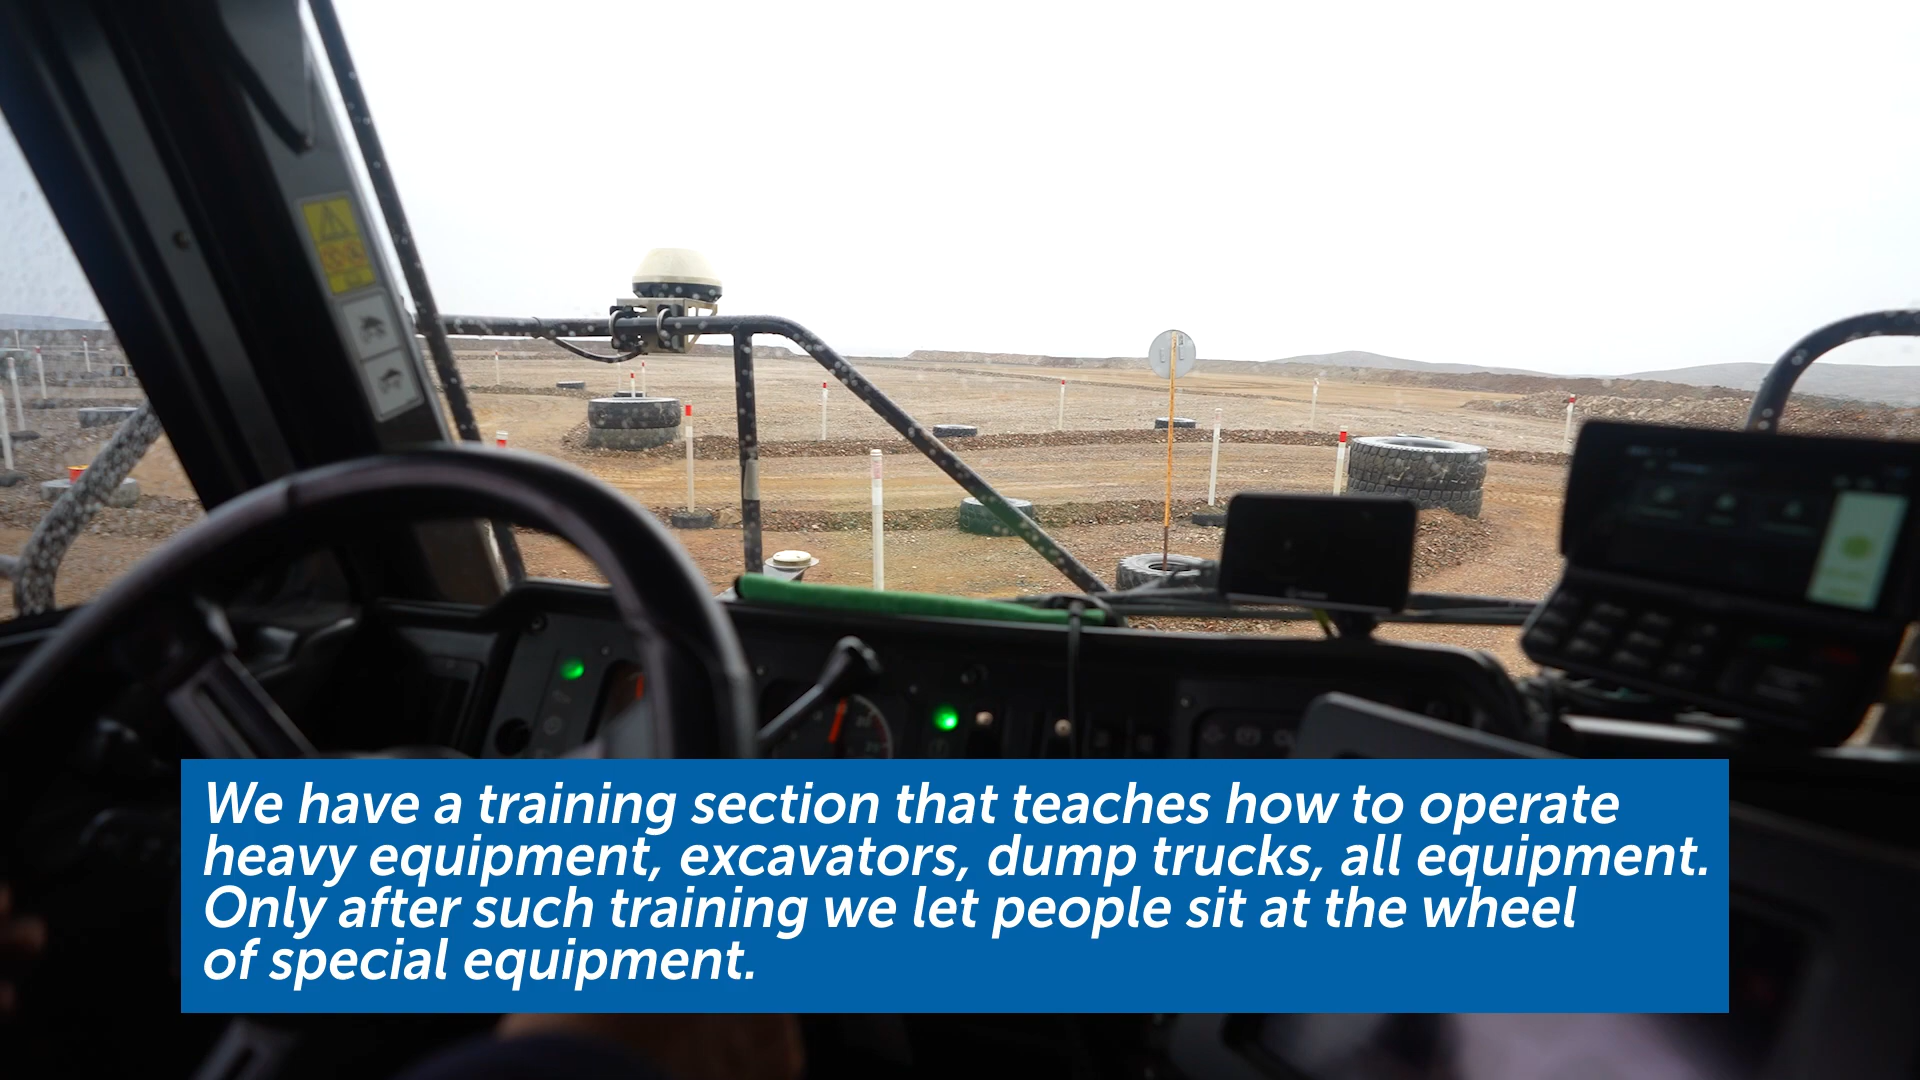 We have a training section that teaches how to operate
heavy equipment, excavators, dump trucks, all equipment.
Only after such training we let people sit at the wheel
of special equipment.